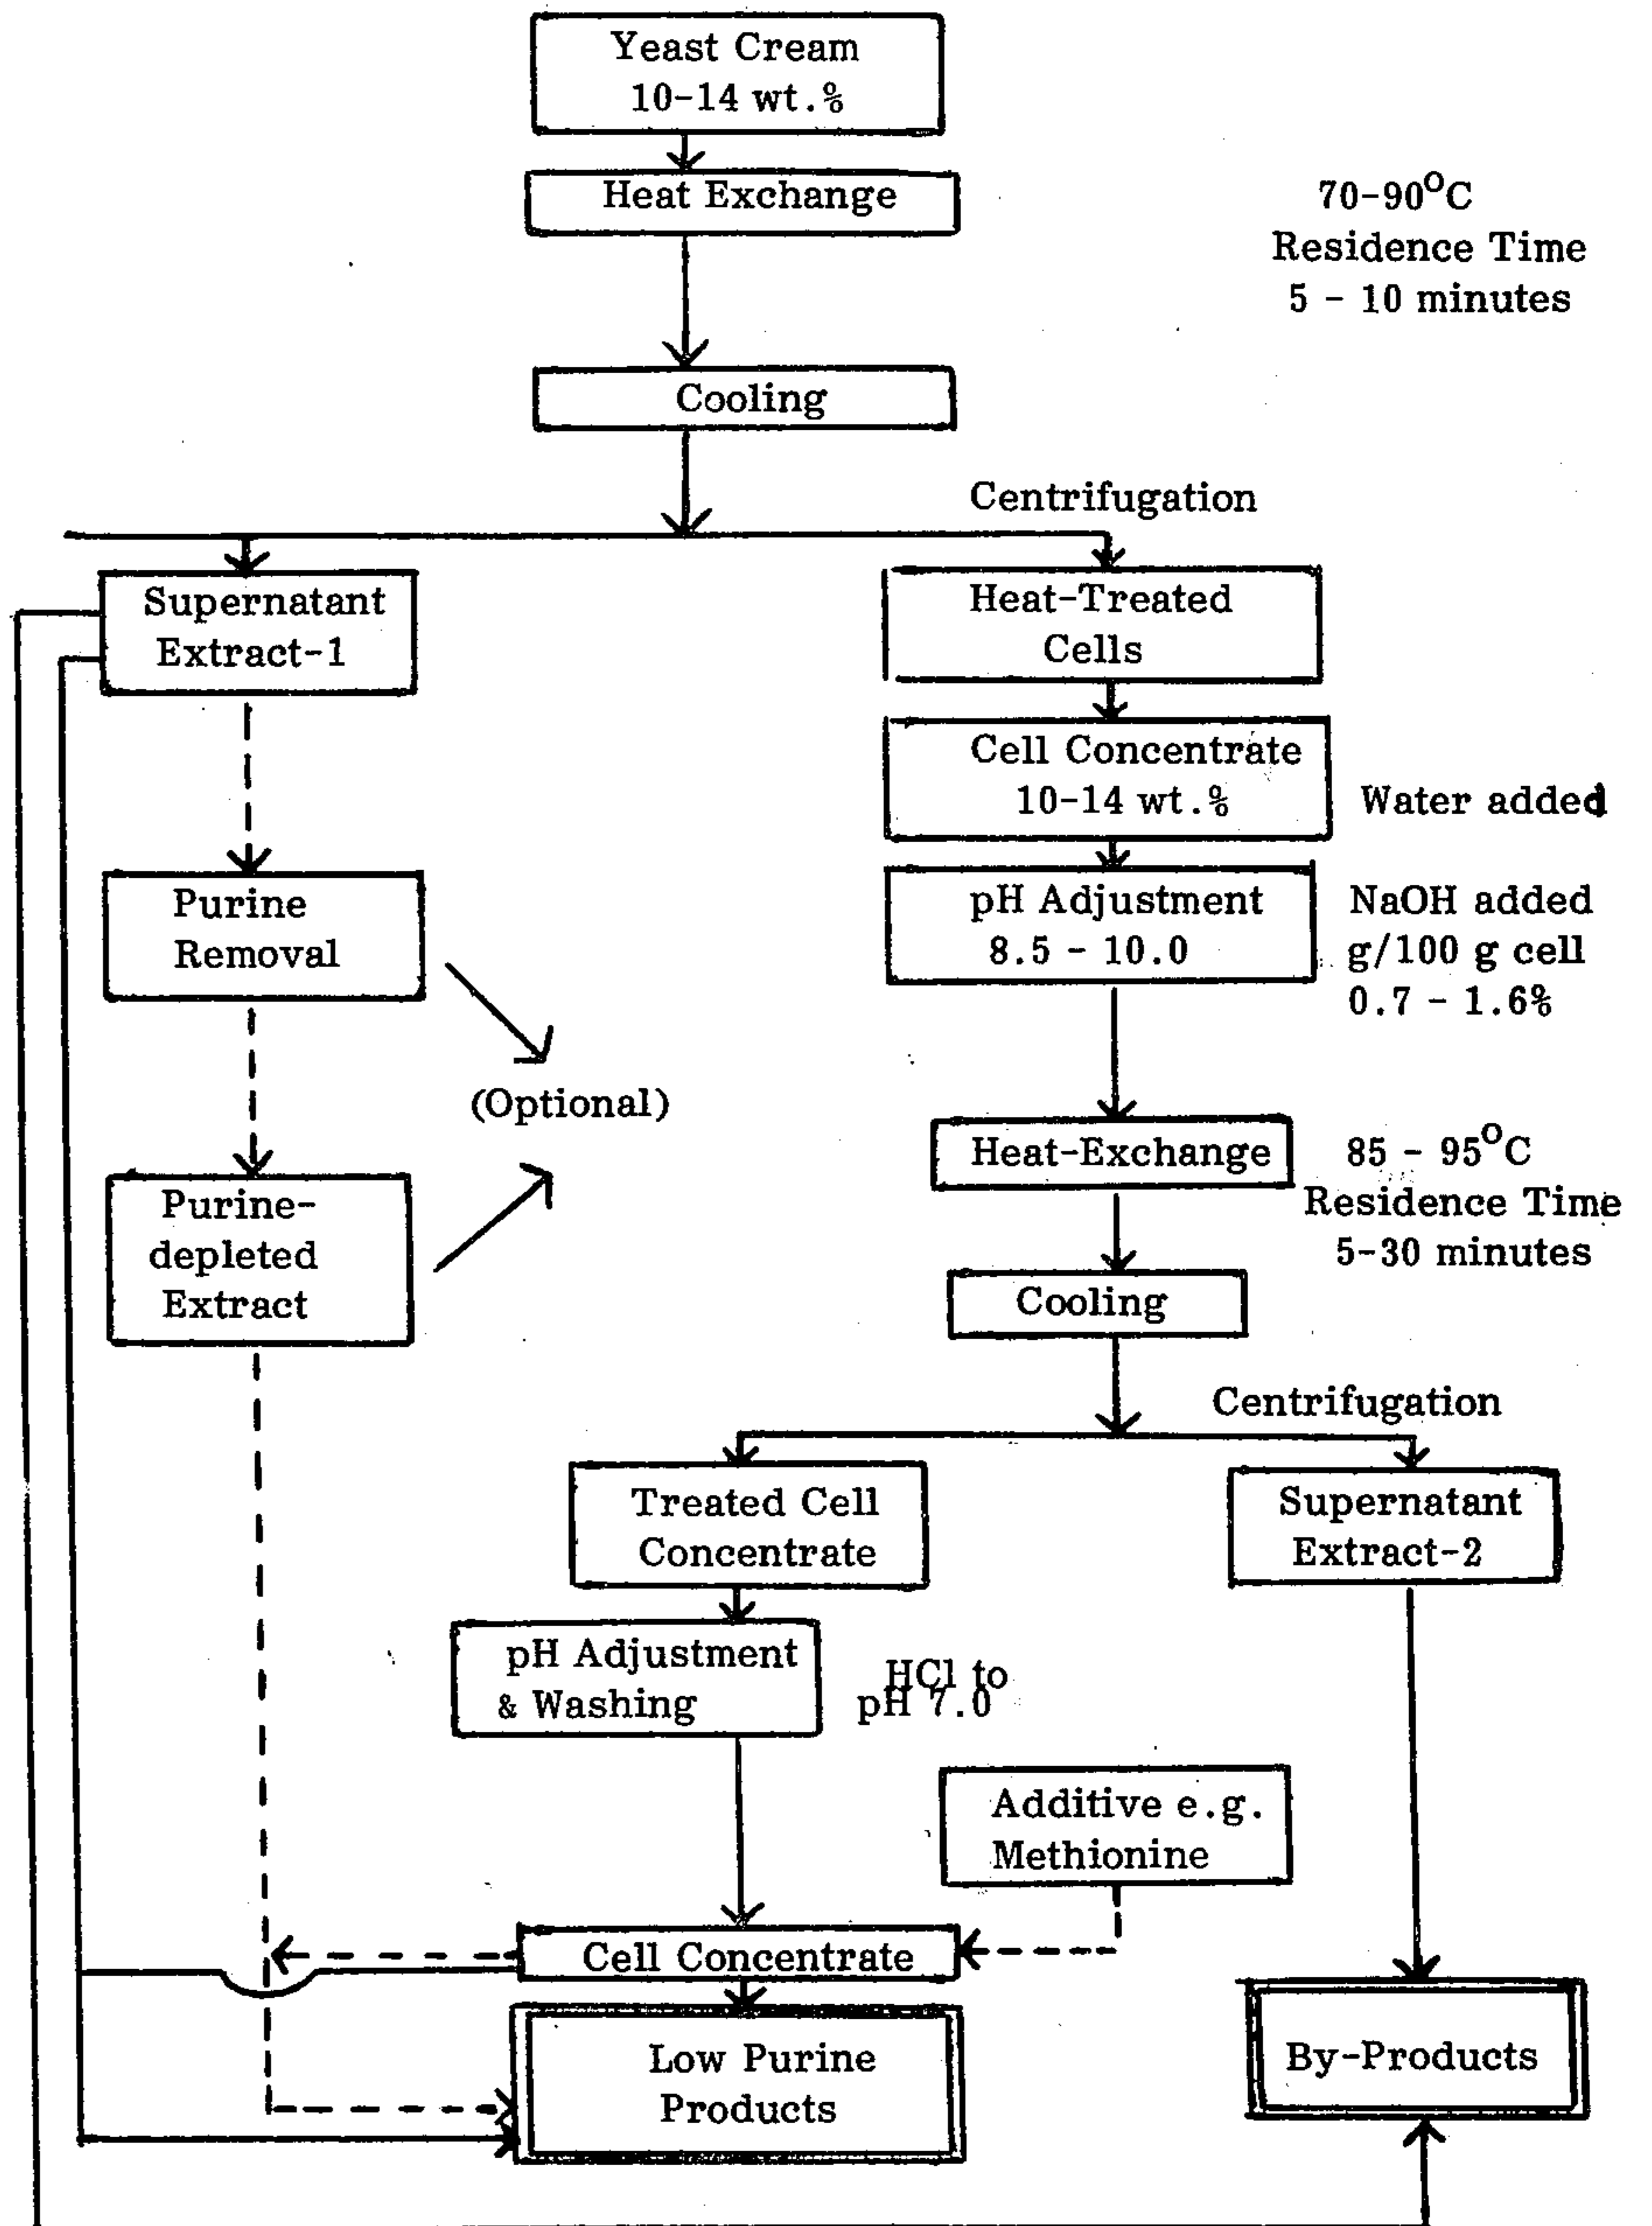 Yeast Cream
10-14 wt.%
Heat Exchange
70-90°C
Residence Time
5 - 10 minutes
Cooling
Centrifugation
Supernatant
Extract-1
Heat-Treated
Cells
Cell Concentrate
10-14 wt.%
Water added
Purine
Removal
pH Adjustment
8.5 - 10.0
NaOH added
g/100 g cell
0.7 - 1.6%
(Optional)
Heat-Exchange
85 - 95°C
Residence Time
5-30 minutes
Purine-
depleted
Extract
Cooling
Centrifugation
Treated Cell
Concentrate
Supernatant
Extract-2
pH Adjustment
& Washing
HCl to
pH 7.0
Additive e.g.
Methionine
Cell Concentrate
Low Purine
Products
By-Products